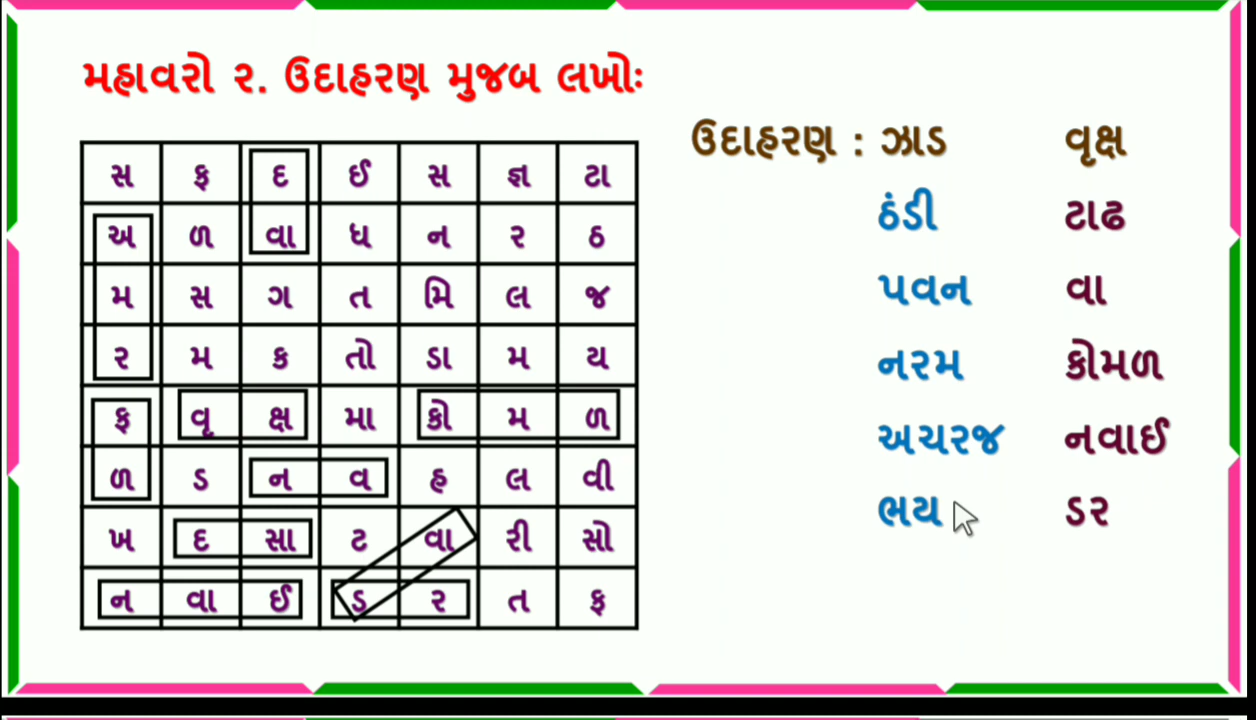 મહાવરો ૨. ઉદાહરણ મુજબ લખોઃ
સ ફ દ ઈ સ જ્ઞ ટા
અ ળ વા ધ ન ર ઠ
મ સ ગ ત મિ લ જ
ર મ ક તો ડા મ ય
ફ વૃ ક્ષ મા કો મ ળ
ળ ડ ન વ હ લ વી
ખ દ સા ટ વા રી સો
ન વા ઈ ડ ર ત ફ
ઉદાહરણ : ઝાડ વૃક્ષ
ઠંડી ટાઢ
પવન વા
નરમ કોમળ
અચરજ નવાઈ
ભય ડર